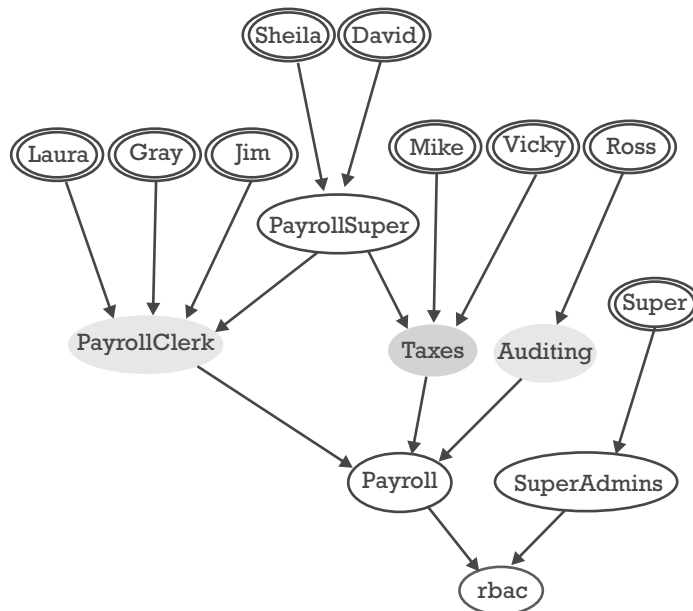 Sheila
David
Laura
Gray
Jim
Mike
Vicky
Ross
PayrollSuper
Super
PayrollClerk
Taxes
Auditing
Payroll
SuperAdmins
rbac